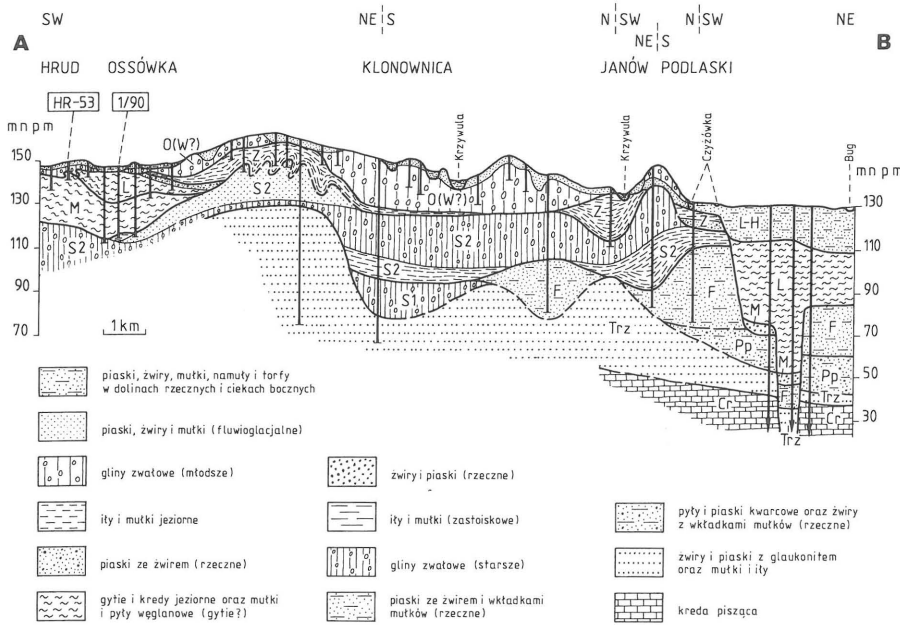 SW NE S N SW N SW NE
NE S
A B
HRUD OSSÓWKA KLONOWNICA JANÓW PODLASKI
HR-53 1/90
m n p m
O(W?)
Krzywula
Krzywula
Czyżówka
Bug
m n p m
150
130
110
90
70
130
110
90
70
50
30
M
L
S2
Z
S2
O(W?)
S2
S2
S1
F
Z
Z
S2
F
L-H
L
M
F
Pp
M
Pp
F
Trz
Trz
Cr
Cr
Trz
1km
piaski, żwiry, mułki, namuły i torfy
w dolinach rzecznych i ciekach bocznych
piaski, żwiry i mułki (fluwioglacjalne)
gliny zwałowe (młodsze)
iły i mułki jeziorne
piaski ze żwirem (rzeczne)
gytie i kredy jeziorne oraz mułki
i pyły węglanowe (gytie?)
żwiry i piaski (rzeczne)
iły i mułki (zastoiskowe)
gliny zwałowe (starsze)
piaski ze żwirem i wkładkami
mułków (rzeczne)
pyły i piaski kwarcowe oraz żwiry
z wkładkami mułków (rzeczne)
żwiry i piaski z glaukonitem
oraz mułki i iły
kreda pisząca